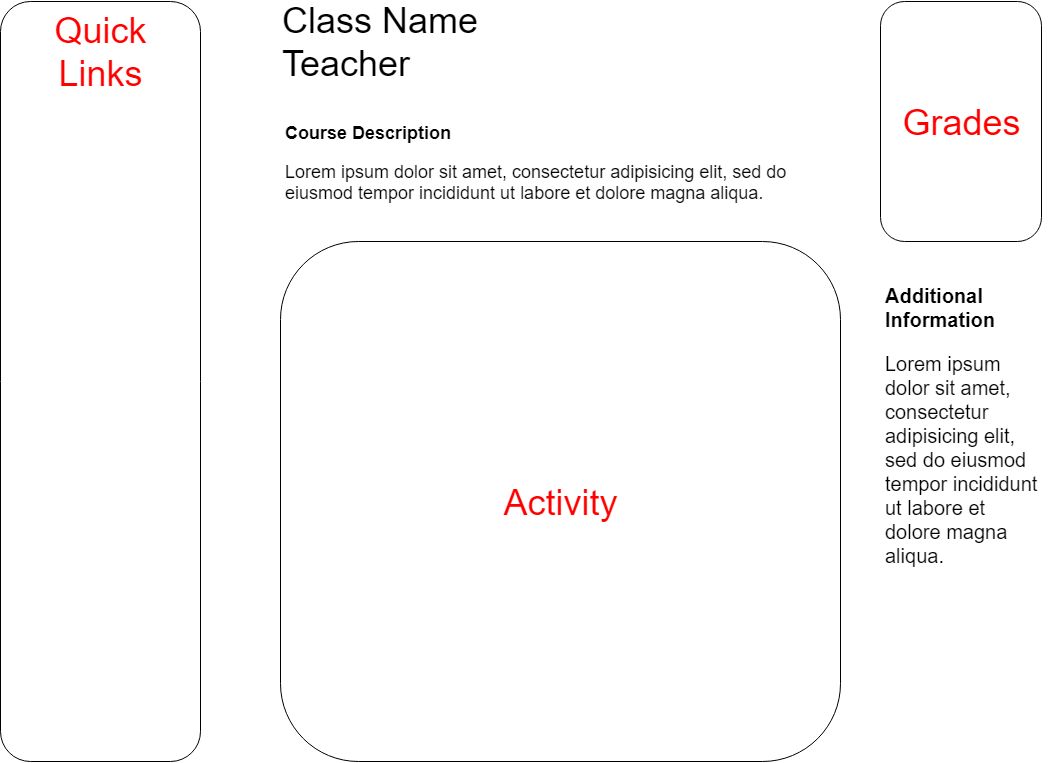 Quick
Links
Class Name
Teacher
Course Description
Lorem ipsum dolor sit amet, consectetur adipisicing elit, sed do
eiusmod tempor incididunt ut labore et dolore magna aliqua.
Activity
Grades
Additional
Information
Lorem ipsum
dolor sit amet,
consectetur
adipisicing elit,
sed do eiusmod
tempor incididunt
ut labore et
dolore magna
aliqua.